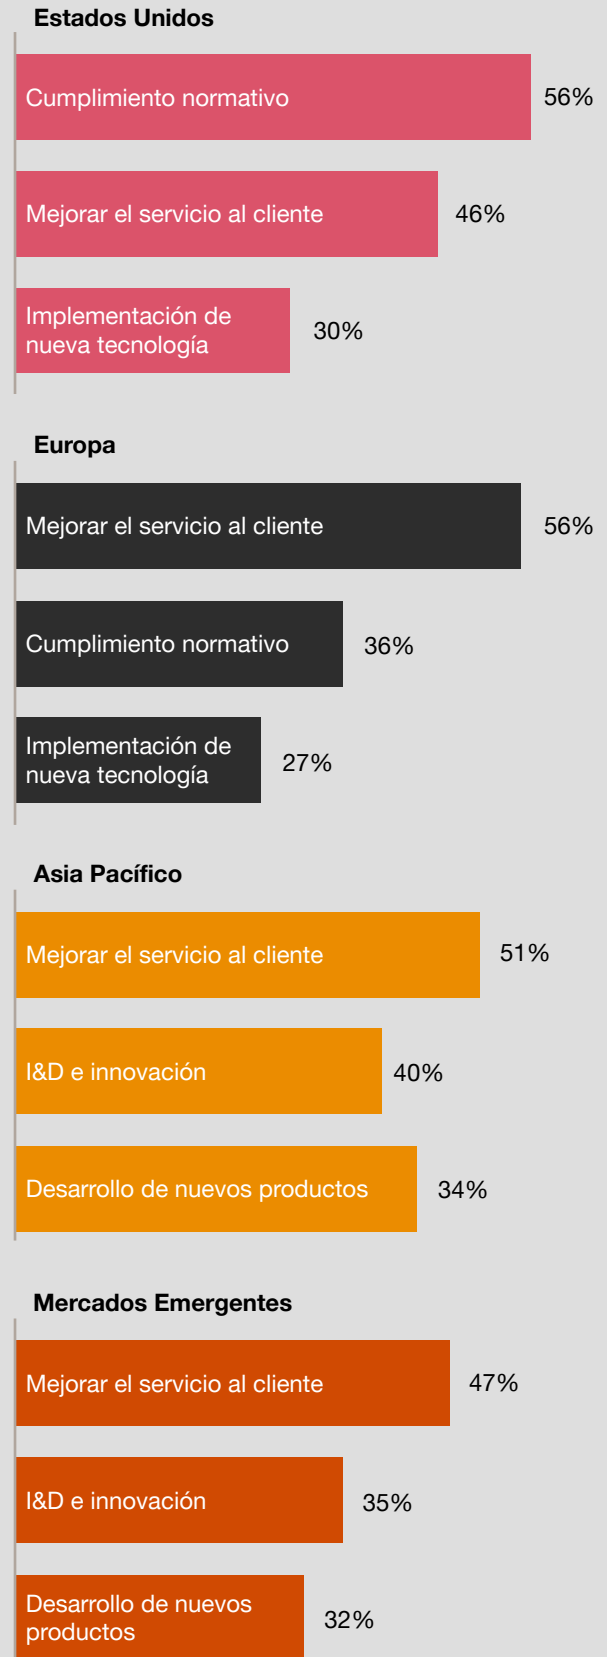 Estados Unidos
Cumplimiento normativo
56%
Mejorar el servicio al cliente
46%
Implementación de
nueva tecnología
30%
Europa
Mejorar el servicio al cliente
56%
Cumplimiento normativo
36%
Implementación de
nueva tecnología
27%
Asia Pacífico
Mejorar el servicio al cliente
51%
I&D e innovación
40%
Desarrollo de nuevos productos
34%
Mercados Emergentes
Mejorar el servicio al cliente
47%
I&D e innovación
35%
Desarrollo de nuevos
productos
32%